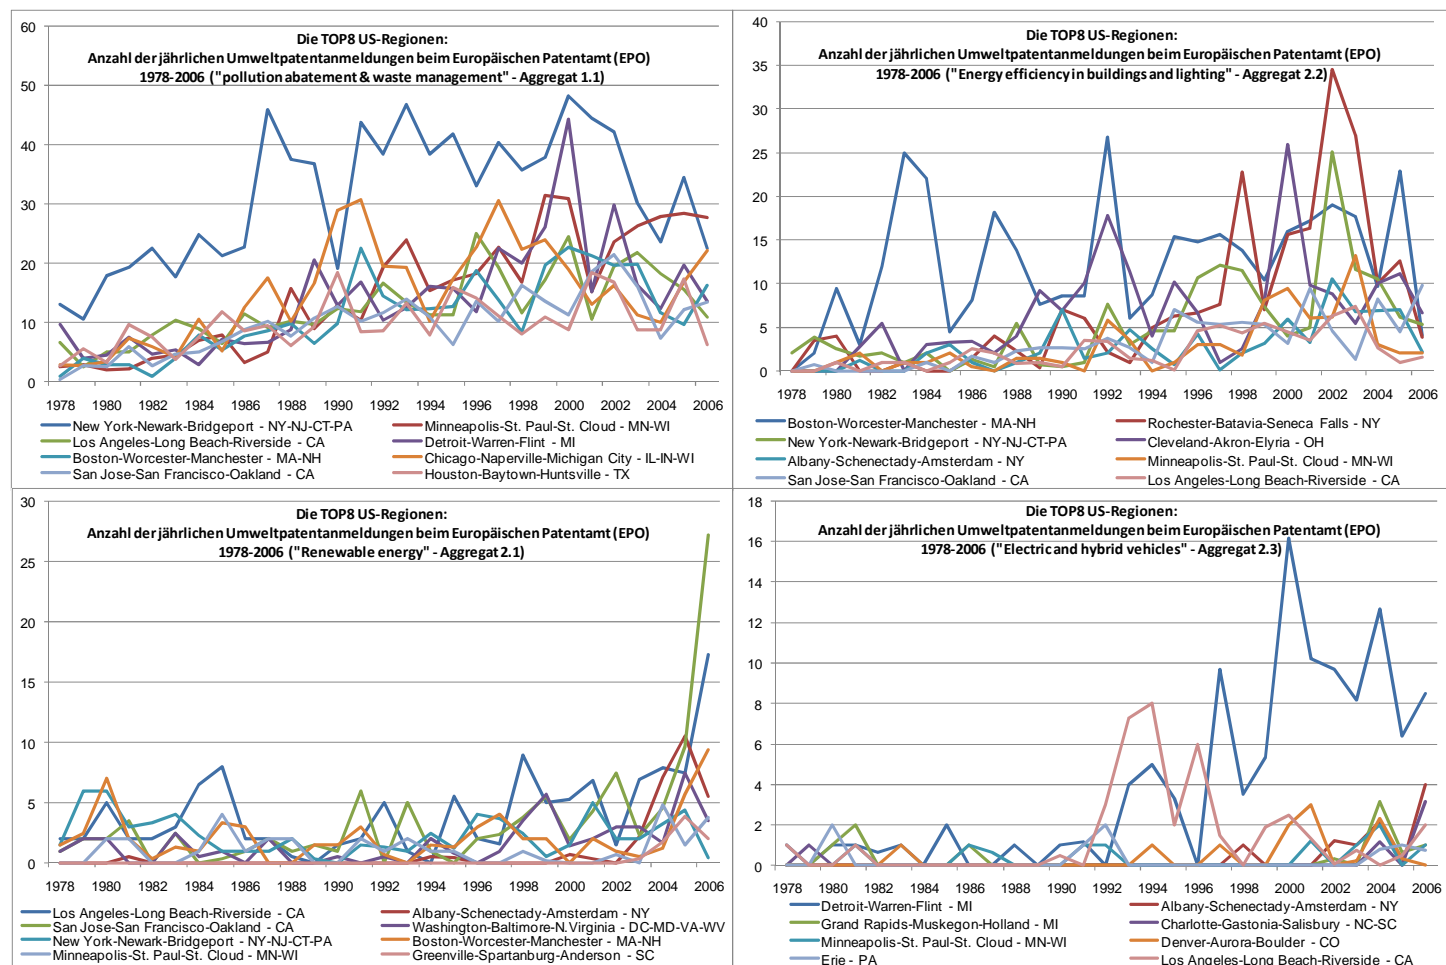 Die TOP8 US-Regionen:
Anzahl der jährlichen Umweltpatentanmeldungen beim Europäischen Patentamt (EPO)
1978-2006 ("pollution abatement & waste management" - Aggregat 1.1)
60
50
40
30
20
10
0
1978 1980 1982 1984 1986 1988 1990 1992 1994 1996 1998 2000 2002 2004 2006
New York-Newark-Bridgeport - NY-NJ-CT-PA
Minneapolis-St. Paul-St. Cloud - MN-WI
Los Angeles-Long Beach-Riverside - CA
Detroit-Warren-Flint - MI
Boston-Worcester-Manchester - MA-NH
Chicago-Naperville-Michigan City - IL-IN-WI
San Jose-San Francisco-Oakland - CA
Houston-Baytown-Huntsville - TX
Die TOP8 US-Regionen:
Anzahl der jährlichen Umweltpatentanmeldungen beim Europäischen Patentamt (EPO)
1978-2006 ("Energy efficiency in buildings and lighting" - Aggregat 2.2)
40
35
30
25
20
15
10
5
0
1978 1980 1982 1984 1986 1988 1990 1992 1994 1996 1998 2000 2002 2004 2006
Boston-Worcester-Manchester - MA-NH
Rochester-Batavia-Seneca Falls - NY
New York-Newark-Bridgeport - NY-NJ-CT-PA
Cleveland-Akron-Elyria - OH
Albany-Schenectady-Amsterdam - NY
Minneapolis-St. Paul-St. Cloud - MN-WI
San Jose-San Francisco-Oakland - CA
Los Angeles-Long Beach-Riverside - CA
Die TOP8 US-Regionen:
Anzahl der jährlichen Umweltpatentanmeldungen beim Europäischen Patentamt (EPO)
1978-2006 ("Renewable energy" - Aggregat 2.1)
30
25
20
15
10
5
0
1978 1980 1982 1984 1986 1988 1990 1992 1994 1996 1998 2000 2002 2004 2006
Los Angeles-Long Beach-Riverside - CA
Albany-Schenectady-Amsterdam - NY
San Jose-San Francisco-Oakland - CA
Washington-Baltimore-N.Virginia - DC-MD-VA-WV
New York-Newark-Bridgeport - NY-NJ-CT-PA
Boston-Worcester-Manchester - MA-NH
Minneapolis-St. Paul-St. Cloud - MN-WI
Greenville-Spartanburg-Anderson - SC
Die TOP8 US-Regionen:
Anzahl der jährlichen Umweltpatentanmeldungen beim Europäischen Patentamt (EPO)
1978-2006 ("Electric and hybrid vehicles" - Aggregat 2.3)
18
16
14
12
10
8
6
4
2
0
1978 1980 1982 1984 1986 1988 1990 1992 1994 1996 1998 2000 2002 2004 2006
Detroit-Warren-Flint - MI
Albany-Schenectady-Amsterdam - NY
Grand Rapids-Muskegon-Holland - MI
Charlotte-Gastonia-Salisbury - NC-SC
Minneapolis-St. Paul-St. Cloud - MN-WI
Denver-Aurora-Boulder - CO
Erie - PA
Los Angeles-Long Beach-Riverside - CA